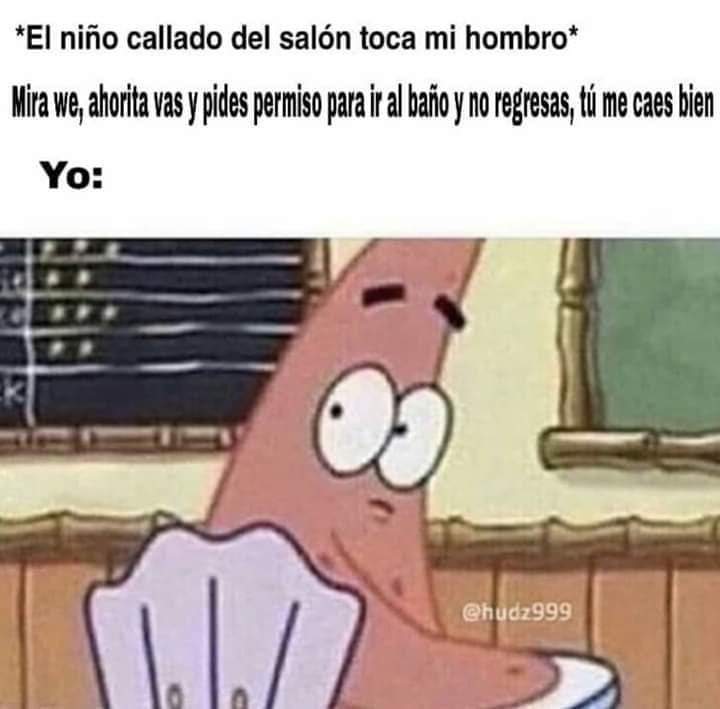 *El niño callado del salón toca mi hombro*
Mira we, ahorita vas y pides permiso para ir al baño y no regresas, tú me caes bien
Yo:
k
@hudz999